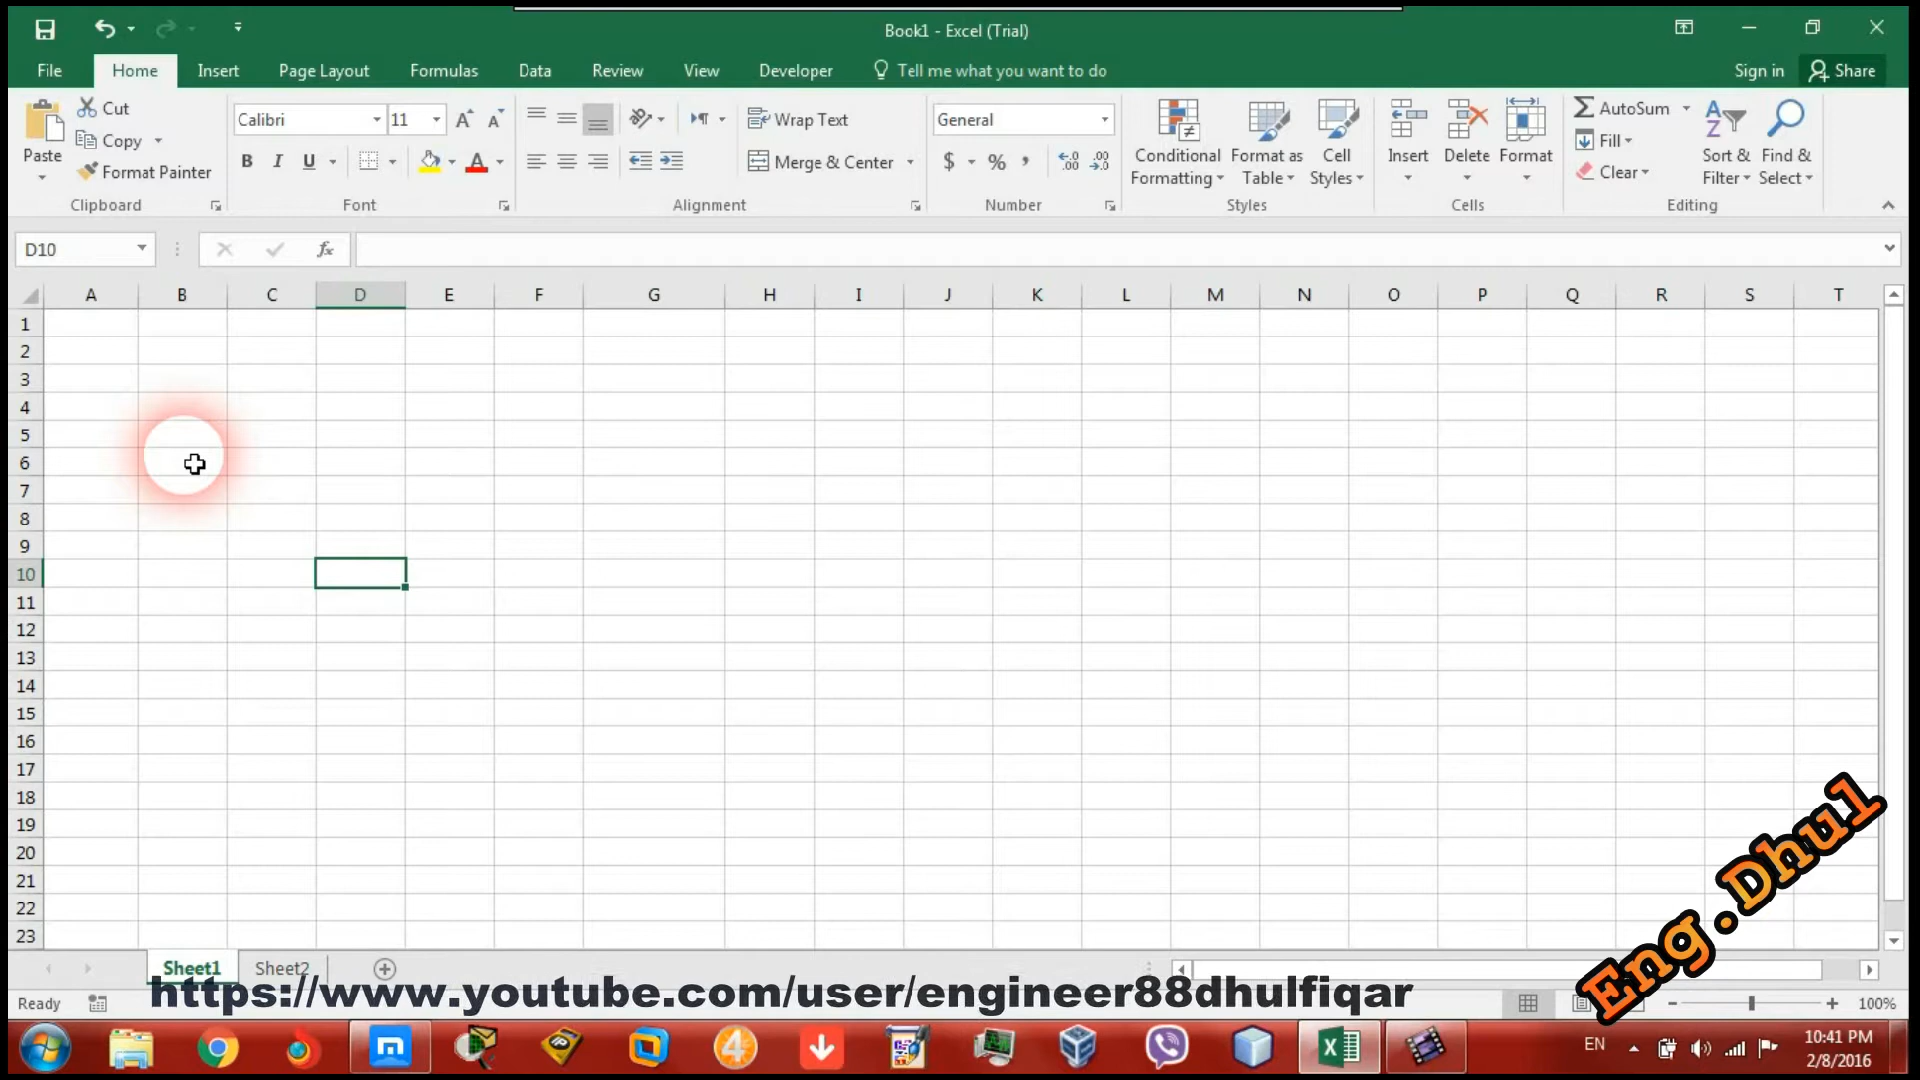 Book1 - Excel (Trial)
File Home Insert Page Layout Formulas Data Review View Developer Tell me what you want to do Sign in Share
Paste
Cut
Copy
Format Painter
Clipboard
Calibri 11
B I U A
Font
Wrap Text
Merge & Center
Alignment
General
$ % ,
Number
Conditional Formatting
Format as Table
Cell Styles
Styles
Insert Delete Format
Cells
AutoSum
Fill
Clear
Sort & Filter
Find & Select
Editing
D10 fx
A B C D E F G H I J K L M N O P Q R S T
1
2
3
4
5
6
7
8
9
10
11
12
13
14
15
16
17
18
19
20
21
22
23
Eng.Dhul
Sheet1 Sheet2
https://www.youtube.com/user/engineer88dhulfiqar
Ready 100%
EN 10:41 PM
2/8/2016